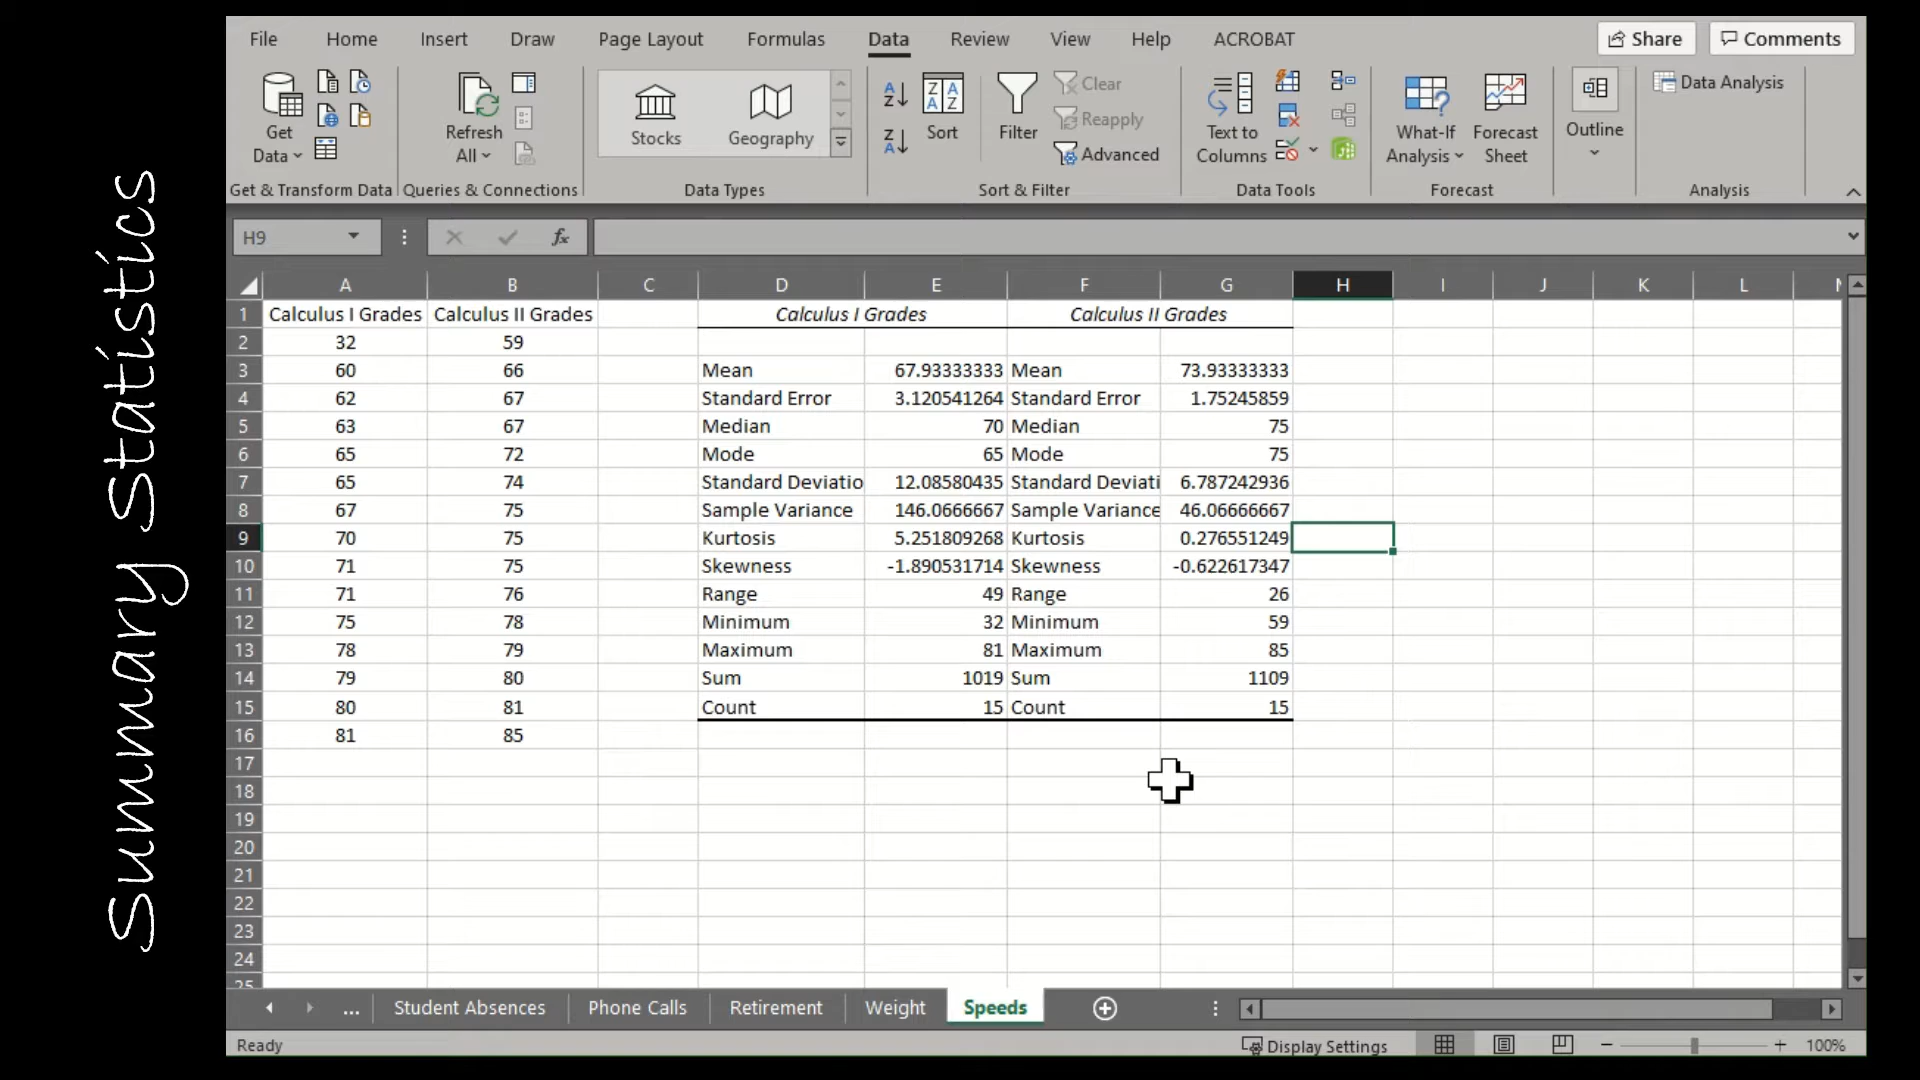 Summary Statistics
File Home Insert Draw Page Layout Formulas Data Review View Help ACROBAT Share Comments
Get Data
Refresh All
Stocks Geography
Sort
Filter
Clear
Reapply
Advanced
Text to Columns
What-If Analysis
Forecast Sheet
Outline
Data Analysis
Get & Transform Data Queries & Connections Data Types Sort & Filter Data Tools Forecast Analysis
H9 fx
A B C D E F G H I J K L
1 Calculus I Grades Calculus II Grades Calculus I Grades Calculus II Grades
2 32 59
3 60 66 Mean 67.93333333 Mean 73.93333333
4 62 67 Standard Error 3.120541264 Standard Error 1.75245859
5 63 67 Median 70 Median 75
6 65 72 Mode 65 Mode 75
7 65 74 Standard Deviatio 12.08580435 Standard Deviati 6.787242936
8 67 75 Sample Variance 146.0666667 Sample Variance 46.06666667
9 70 75 Kurtosis 5.251809268 Kurtosis 0.276551249
10 71 75 Skewness -1.890531714 Skewness -0.622617347
11 71 76 Range 49 Range 26
12 75 78 Minimum 32 Minimum 59
13 78 79 Maximum 81 Maximum 85
14 79 80 Sum 1019 Sum 1109
15 80 81 Count 15 Count 15
16 81 85
17
18
19
20
21
22
23
24
25
... Student Absences Phone Calls Retirement Weight Speeds
Ready Display Settings 100%